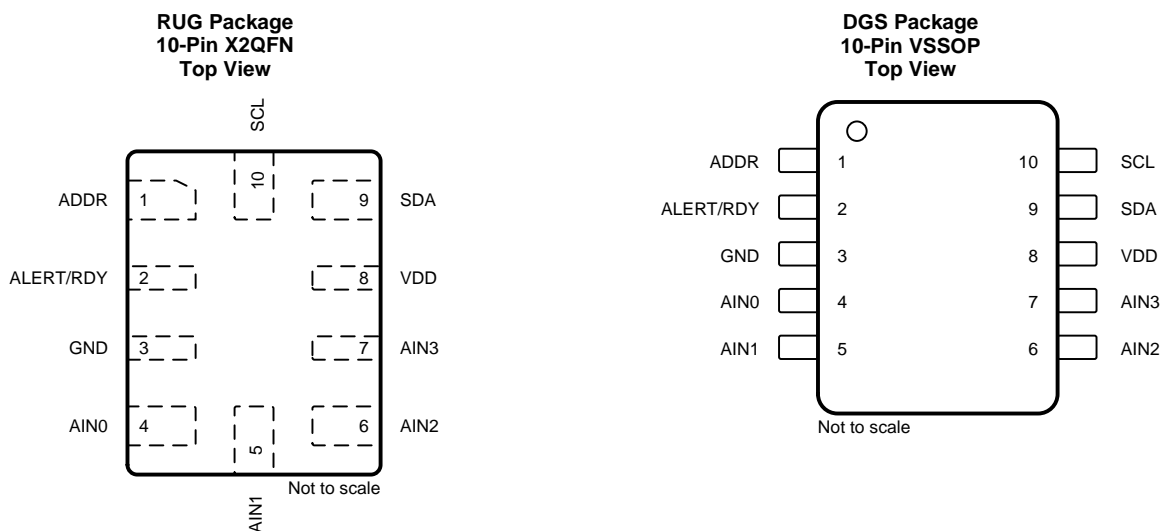 RUG Package
10-Pin X2QFN
Top View
SCL
10
ADDR
1
9
SDA
ALERT/RDY
2
8
VDD
GND
3
7
AIN3
AIN0
4
6
AIN2
5
AIN1
Not to scale
DGS Package
10-Pin VSSOP
Top View
ADDR
1
10
SCL
ALERT/RDY
2
9
SDA
GND
3
8
VDD
AIN0
4
7
AIN3
AIN1
5
6
AIN2
Not to scale